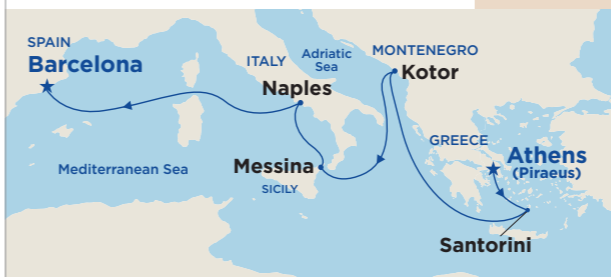 SPAIN
Barcelona
ITALY
Adriatic
Sea
MONTENEGRO
Kotor
Naples
GREECE
Athens
(Piraeus)
Mediterranean Sea
Messina
SICILY
Santorini